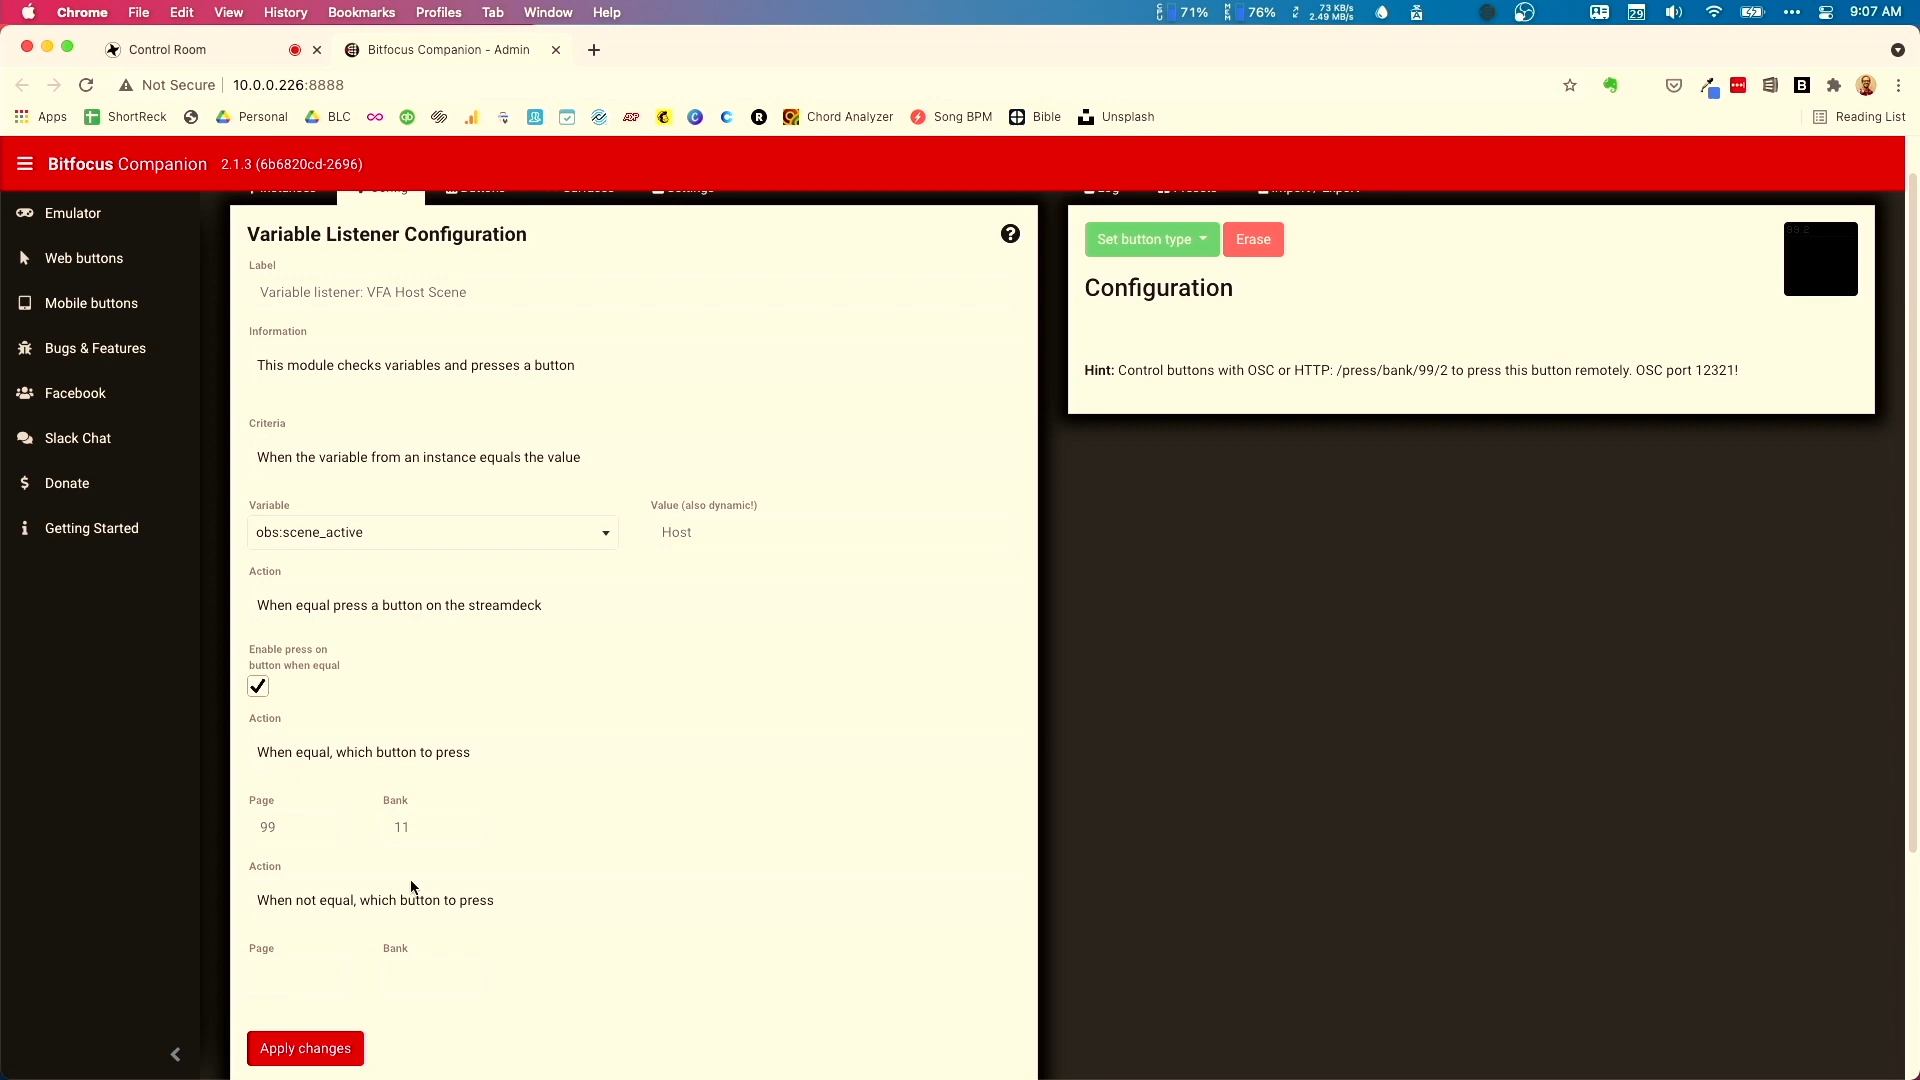 Chrome File Edit View History Bookmarks Profiles Tab Window Help
71% 76% 73 KB/s 2.49 MB/s 29 9:07 AM
Control Room Bitfocus Companion - Admin
Not Secure 10.0.0.226:8888
Apps ShortReck Personal BLC Chord Analyzer Song BPM Bible Unsplash Reading List
Bitfocus Companion 2.1.3 (6b6820cd-2696)
Emulator
Web buttons
Mobile buttons
Bugs & Features
Facebook
Slack Chat
Donate
Getting Started
Variable Listener Configuration
Label
Variable listener: VFA Host Scene
Information
This module checks variables and presses a button
Criteria
When the variable from an instance equals the value
Variable Value (also dynamic!)
obs:scene_active Host
Action
When equal press a button on the streamdeck
Enable press on
button when equal
Action
When equal, which button to press
Page Bank
99 11
Action
When not equal, which button to press
Page Bank
Apply changes
Set button type Erase
99.2
Configuration
Hint: Control buttons with OSC or HTTP: /press/bank/99/2 to press this button remotely. OSC port 12321!